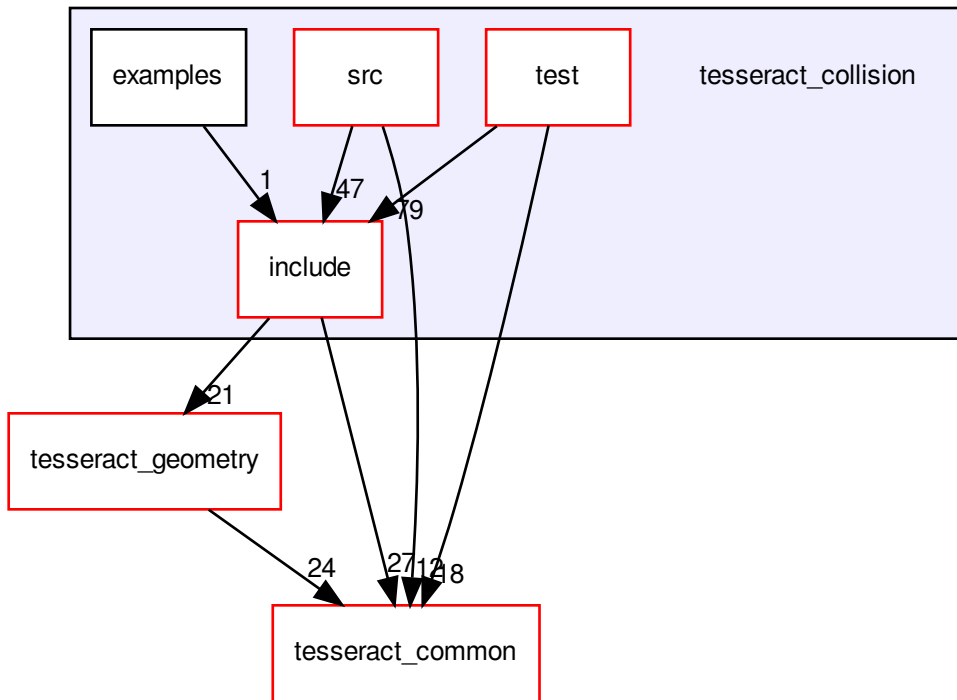 examples
src
test
tesseract_collision
1
47
79
include
21
tesseract_geometry
27
12
18
24
tesseract_common